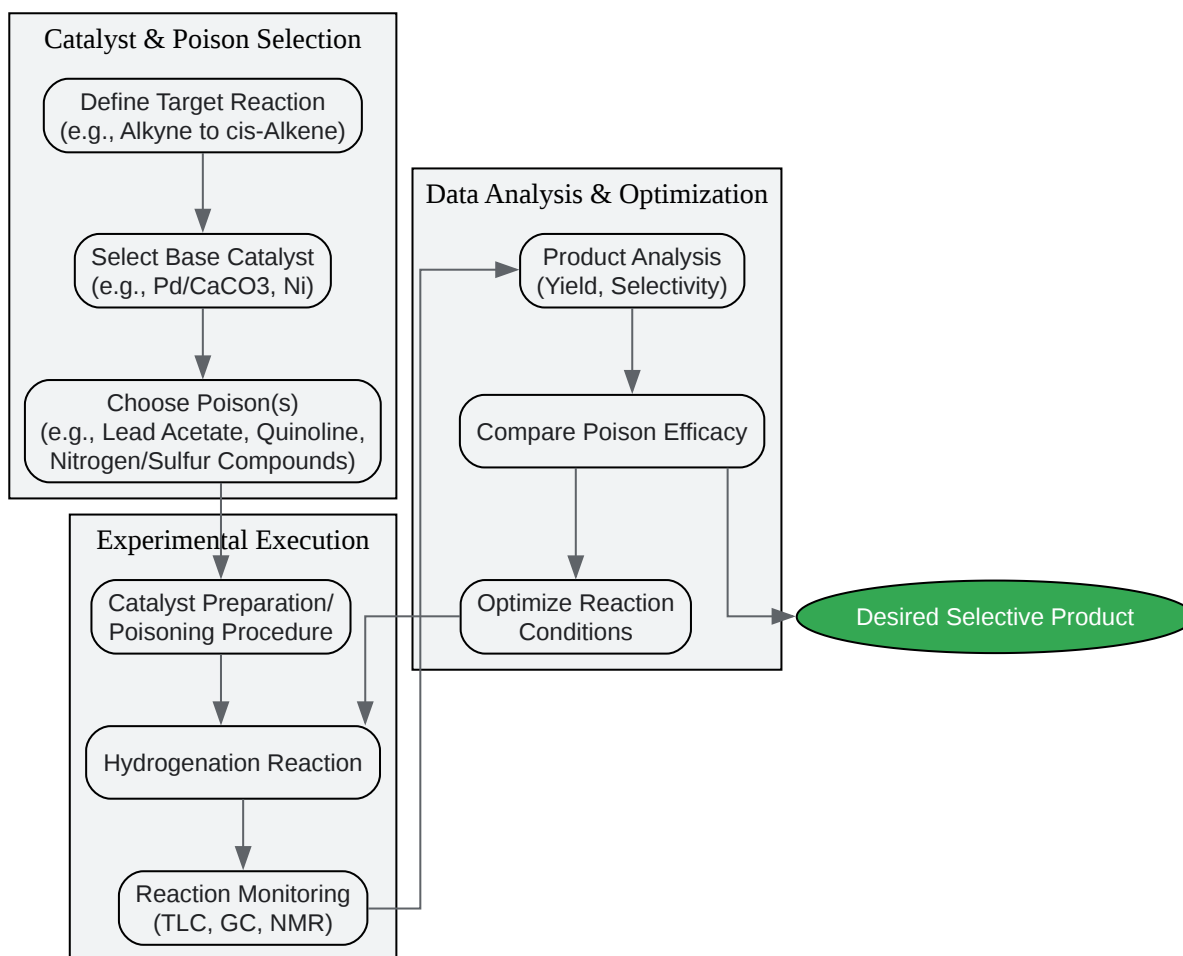 Catalyst & Poison Selection
Define Target Reaction
(e.g., Alkyne to cis-Alkene)
Select Base Catalyst
(e.g., Pd/CaCO3, Ni)
Choose Poison(s)
(e.g., Lead Acetate, Quinoline,
Nitrogen/Sulfur Compounds)
Experimental Execution
Catalyst Preparation/
Poisoning Procedure
Hydrogenation Reaction
Reaction Monitoring
(TLC, GC, NMR)
Data Analysis & Optimization
Product Analysis
(Yield, Selectivity)
Compare Poison Efficacy
Optimize Reaction
Conditions
Desired Selective Product